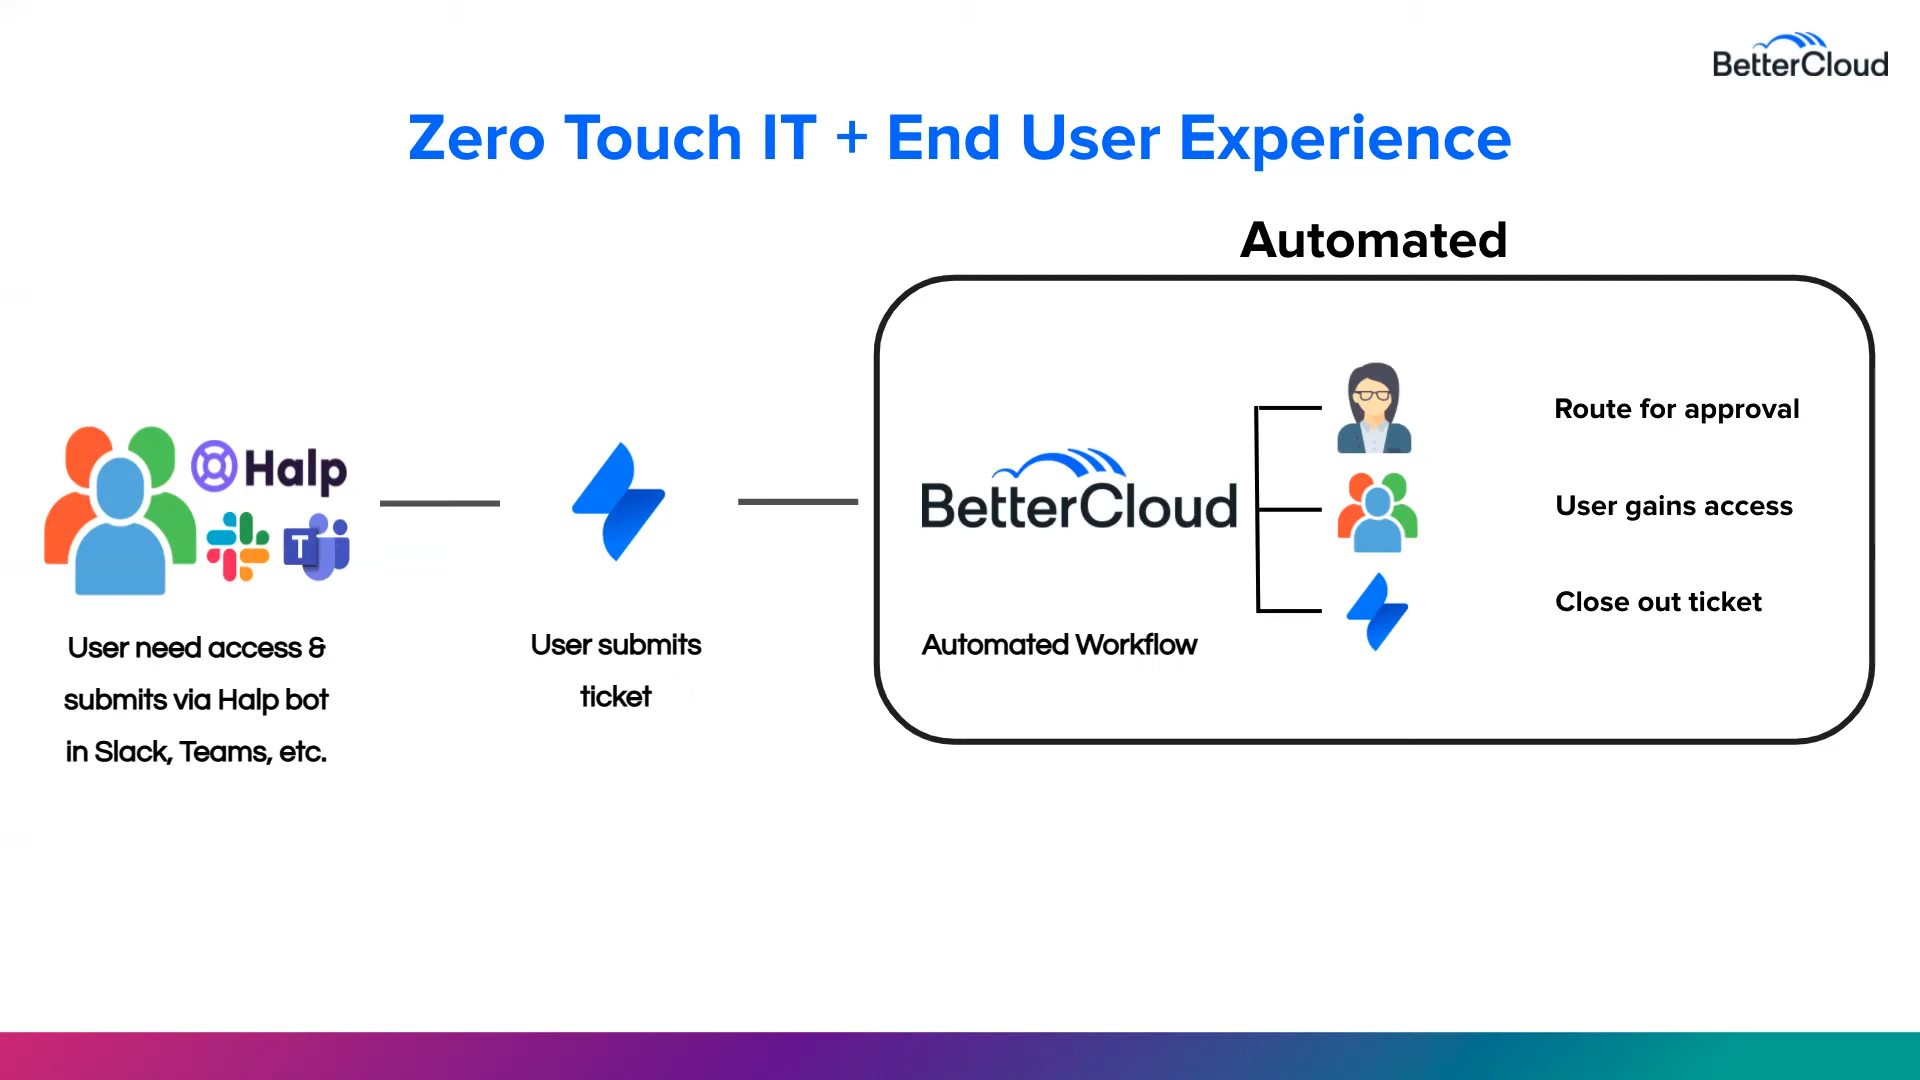 BetterCloud
Zero Touch IT + End User Experience
Automated
Halp
T
User need access &
submits via Halp bot
in Slack, Teams, etc.
User submits
ticket
BetterCloud
Automated Workflow
Route for approval
User gains access
Close out ticket